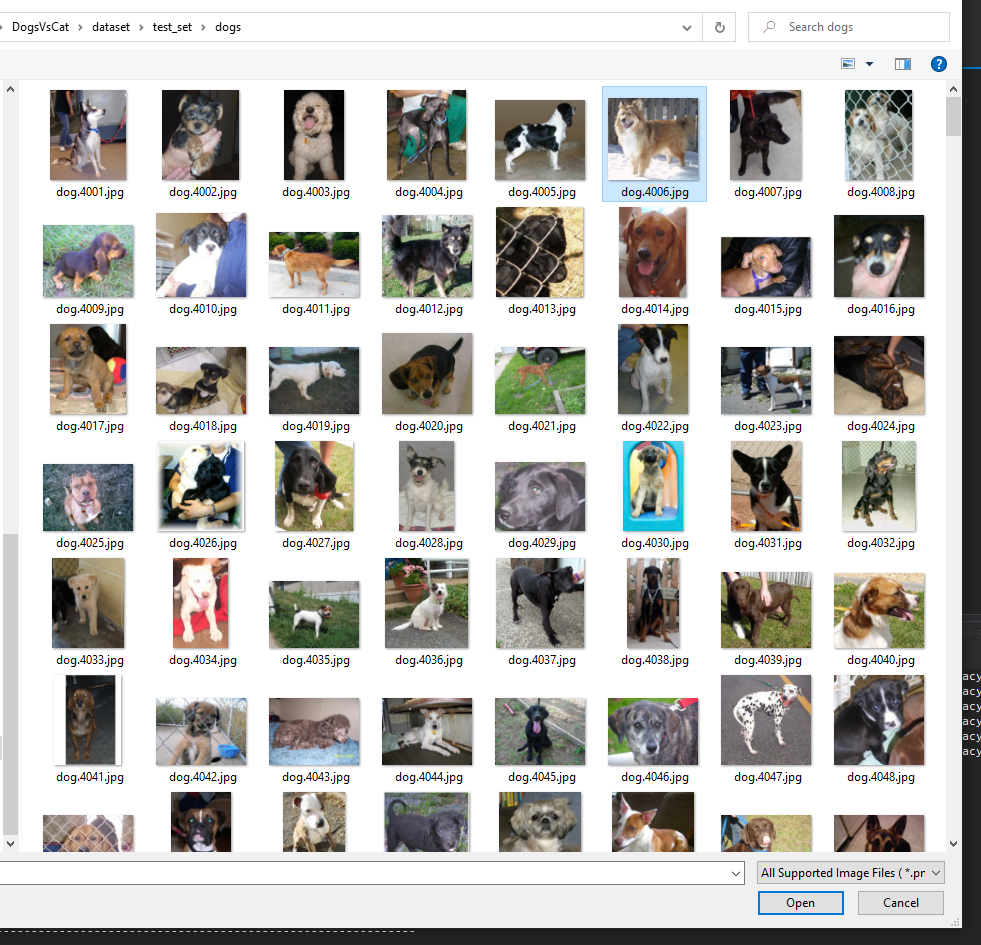 DogsVsCat > dataset > test_set > dogs
Search dogs
?
dog.4001.jpg dog.4002.jpg dog.4003.jpg dog.4004.jpg dog.4005.jpg dog.4006.jpg dog.4007.jpg dog.4008.jpg
dog.4009.jpg dog.4010.jpg dog.4011.jpg dog.4012.jpg dog.4013.jpg dog.4014.jpg dog.4015.jpg dog.4016.jpg
dog.4017.jpg dog.4018.jpg dog.4019.jpg dog.4020.jpg dog.4021.jpg dog.4022.jpg dog.4023.jpg dog.4024.jpg
dog.4025.jpg dog.4026.jpg dog.4027.jpg dog.4028.jpg dog.4029.jpg dog.4030.jpg dog.4031.jpg dog.4032.jpg
dog.4033.jpg dog.4034.jpg dog.4035.jpg dog.4036.jpg dog.4037.jpg dog.4038.jpg dog.4039.jpg dog.4040.jpg
acy
acy
acy
acy
acy
acy
dog.4041.jpg dog.4042.jpg dog.4043.jpg dog.4044.jpg dog.4045.jpg dog.4046.jpg dog.4047.jpg dog.4048.jpg
All Supported Image Files ( *.pr
Open Cancel